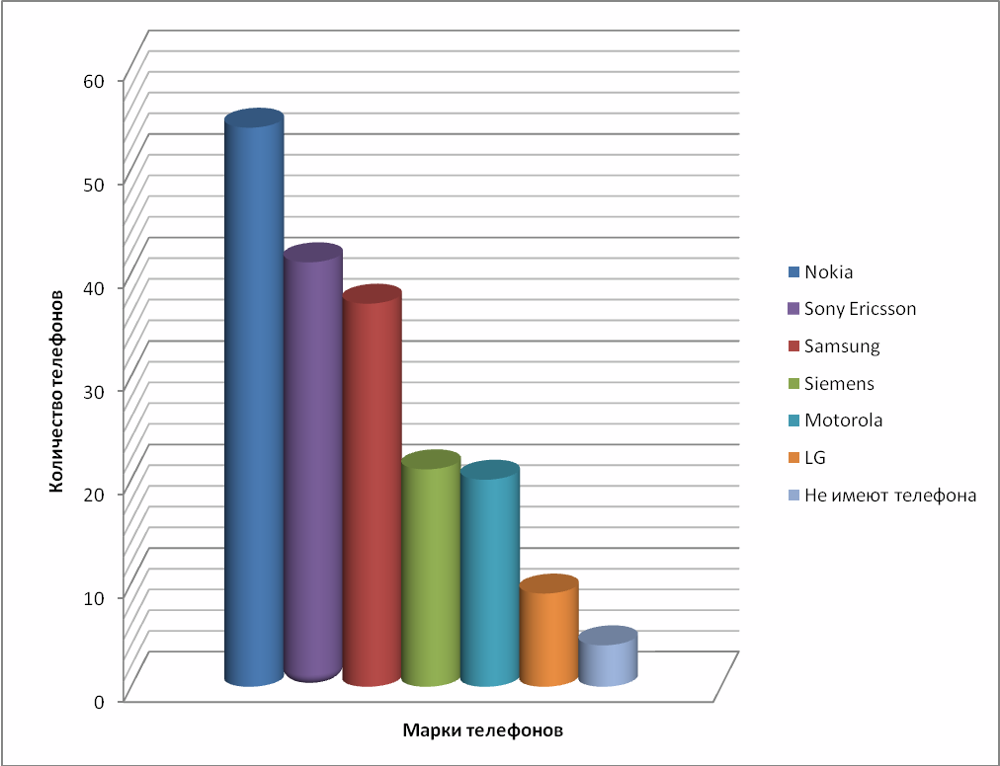 60
50
40
30
20
10
0
Количество телефонов
Марки телефонов
Nokia
Sony Ericsson
Samsung
Siemens
Motorola
LG
Не имеют телефона